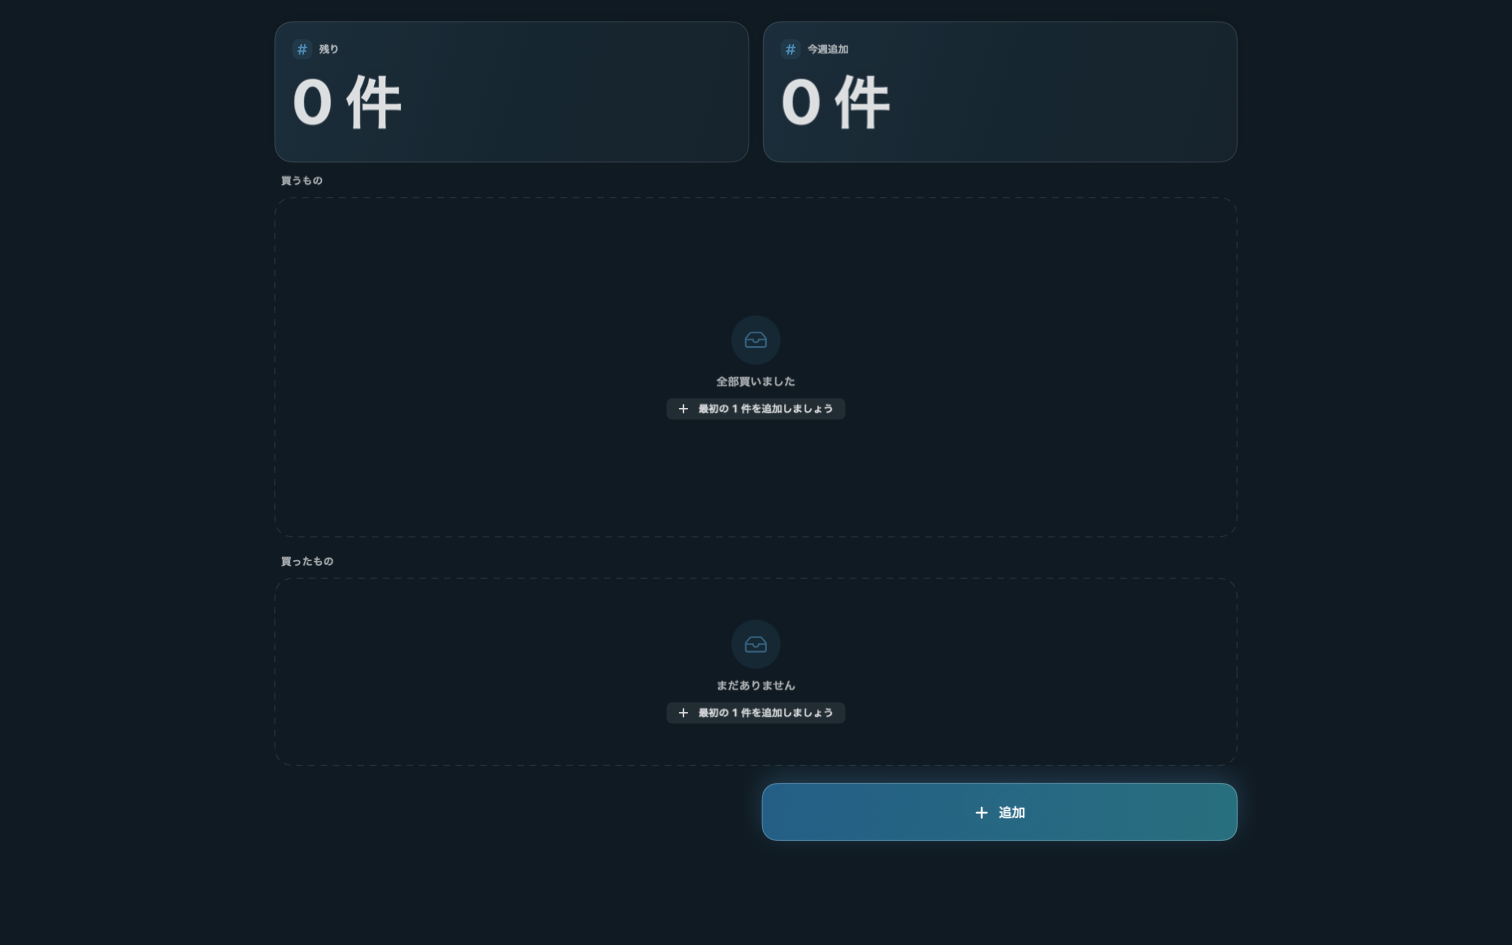 # 残り
0 件
# 今週追加
0 件
買うもの
全部買いました
+ 最初の 1 件を追加しましょう
買ったもの
まだありません
+ 最初の 1 件を追加しましょう
+ 追加